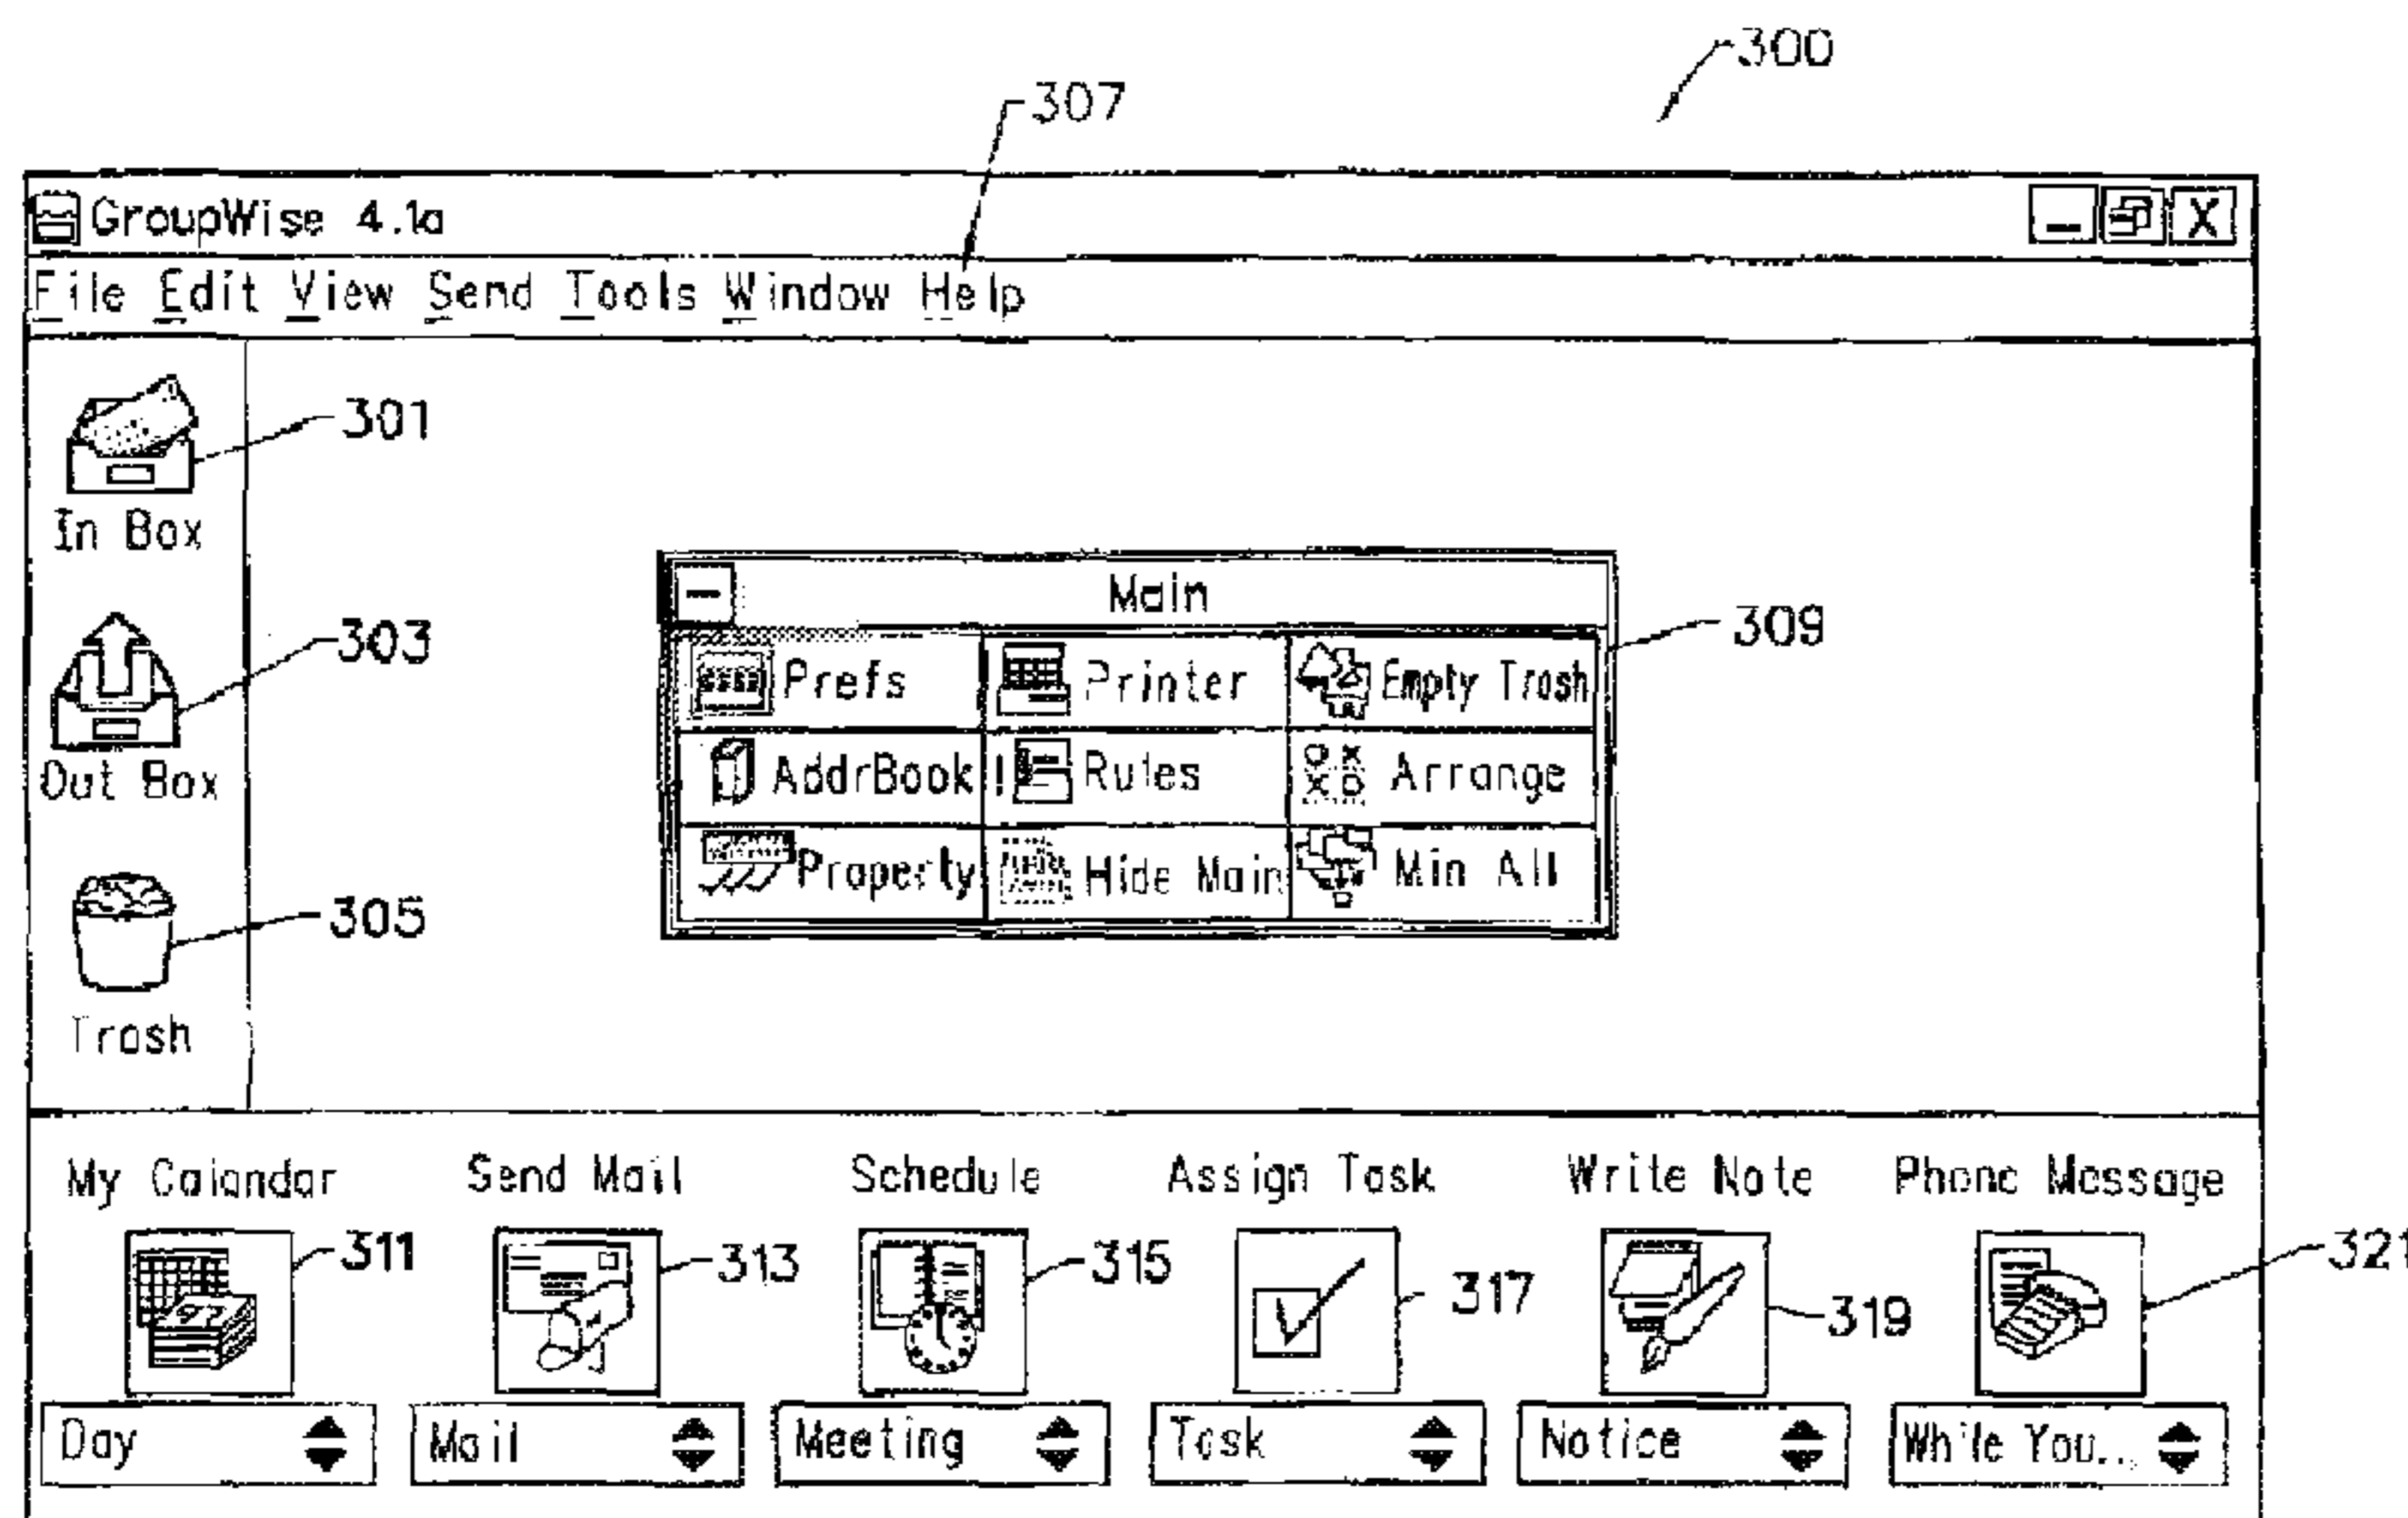 300
307
GroupWise 4.1a
File Edit View Send Tools Window Help
301
In Box
303
Out Box
305
Trash
Main
309
Prefs Printer Empty Trash
AddrBook Rules Arrange
Property Hide Main Min All
My Calandar Send Mail Schedule Assign Task Write Note Phone Message
311 313 315 317 319 321
Day Mail Meeting Task Notice While You..